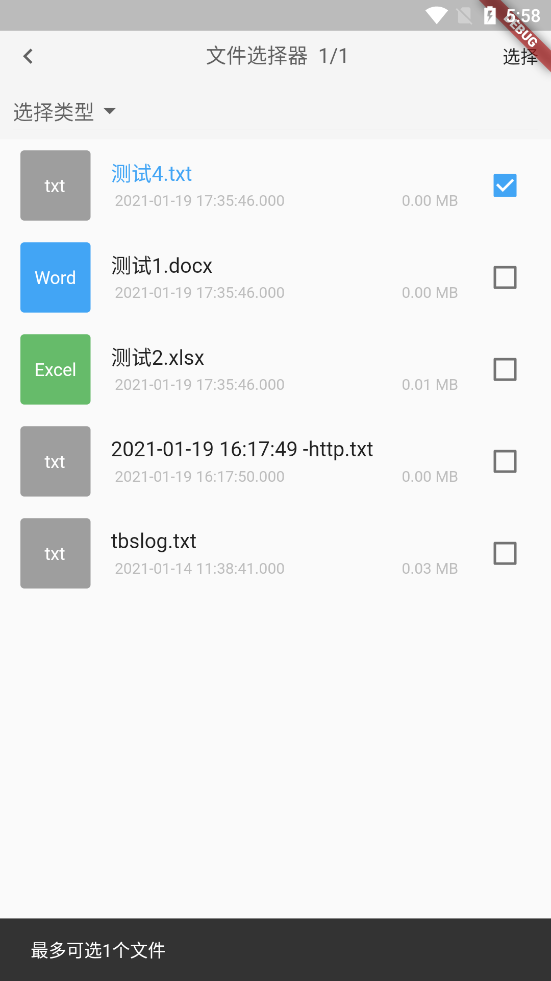 5:58
DEBUG
文件选择器 1/1
选择
选择类型
txt
测试4.txt
2021-01-19 17:35:46.000
0.00 MB
Word
测试1.docx
2021-01-19 17:35:46.000
0.00 MB
Excel
测试2.xlsx
2021-01-19 17:35:46.000
0.01 MB
txt
2021-01-19 16:17:49 -http.txt
2021-01-19 16:17:50.000
0.00 MB
txt
tbslog.txt
2021-01-14 11:38:41.000
0.03 MB
最多可选1个文件